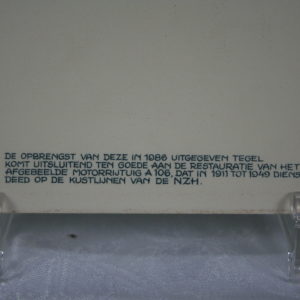 DE OPBRENGST VAN DEZE IN 1986 UITGEGEVEN TEGEL
KOMT UITSLUITEND TEN GOEDE AAN DE RESTAURATIE VAN HET
AFGEBEELDE MOTORRIJTUIG A 106, DAT IN 1911 TOT 1949 DIENS
DEED OP DE KUSTLIJNEN VAN DE NZH.